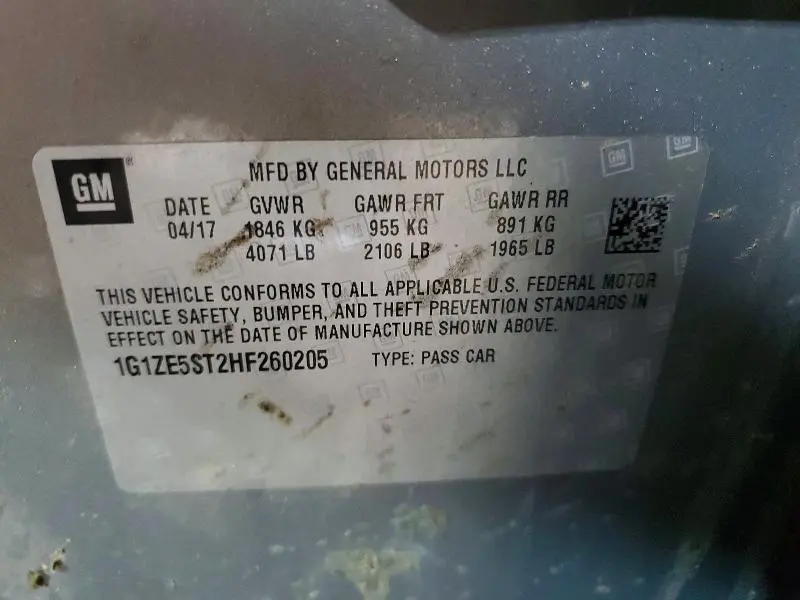 GM
MFD BY GENERAL MOTORS LLC
DATE GVWR GAWR FRT GAWR RR
04/17 1846 KG 955 KG 891 KG
4071 LB 2106 LB 1965 LB
THIS VEHICLE CONFORMS TO ALL APPLICABLE U.S. FEDERAL MOTOR
VEHICLE SAFETY, BUMPER, AND THEFT PREVENTION STANDARDS IN
EFFECT ON THE DATE OF MANUFACTURE SHOWN ABOVE.
1G1ZE5ST2HF260205 TYPE: PASS CAR